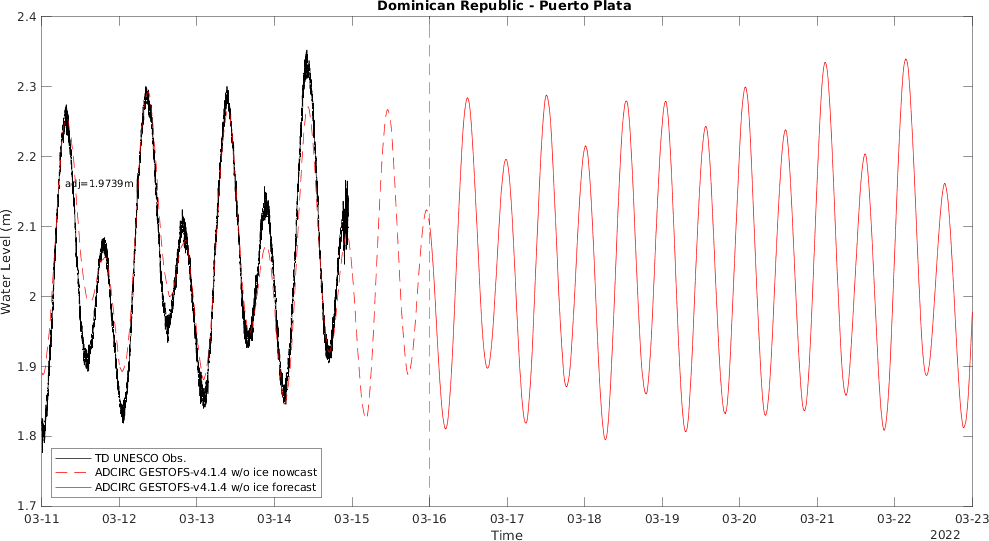 Dominican Republic - Puerto Plata
2.4
2.3
2.2
2.1
2
1.9
1.8
1.7
Water Level (m)
adj=1.9739m
TD UNESCO Obs.
ADCIRC GESTOFS-v4.1.4 w/o ice nowcast
ADCIRC GESTOFS-v4.1.4 w/o ice forecast
03-11 03-12 03-13 03-14 03-15 03-16 03-17 03-18 03-19 03-20 03-21 03-22 03-23
Time
2022